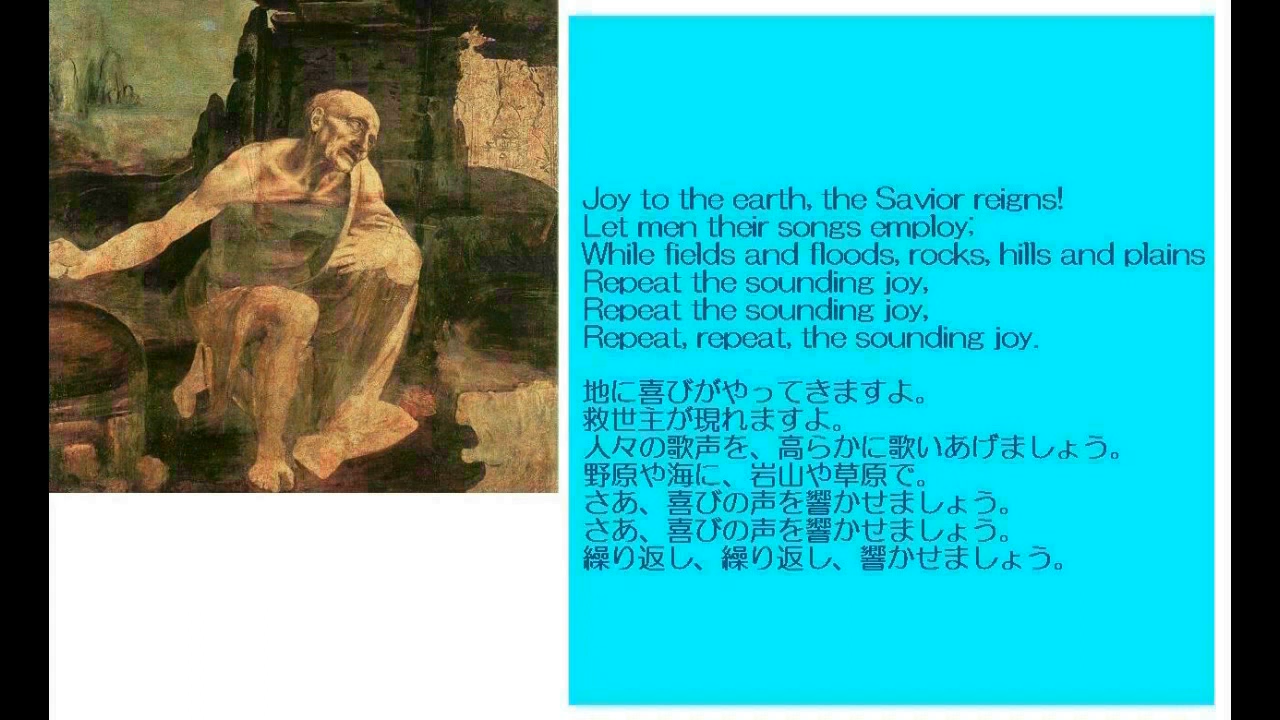 Joy to the earth, the Savior reigns!
Let men their songs employ;
While fields and floods, rocks, hills and plains
Repeat the sounding joy,
Repeat the sounding joy,
Repeat, repeat, the sounding joy.
地に喜びがやってきますよ。
救世主が現れますよ。
人々の歌声を、高らかに歌いあげましょう。
野原や海に、岩山や草原で。
さあ、喜びの声を響かせましょう。
さあ、喜びの声を響かせましょう。
繰り返し、繰り返し、響かせましょう。